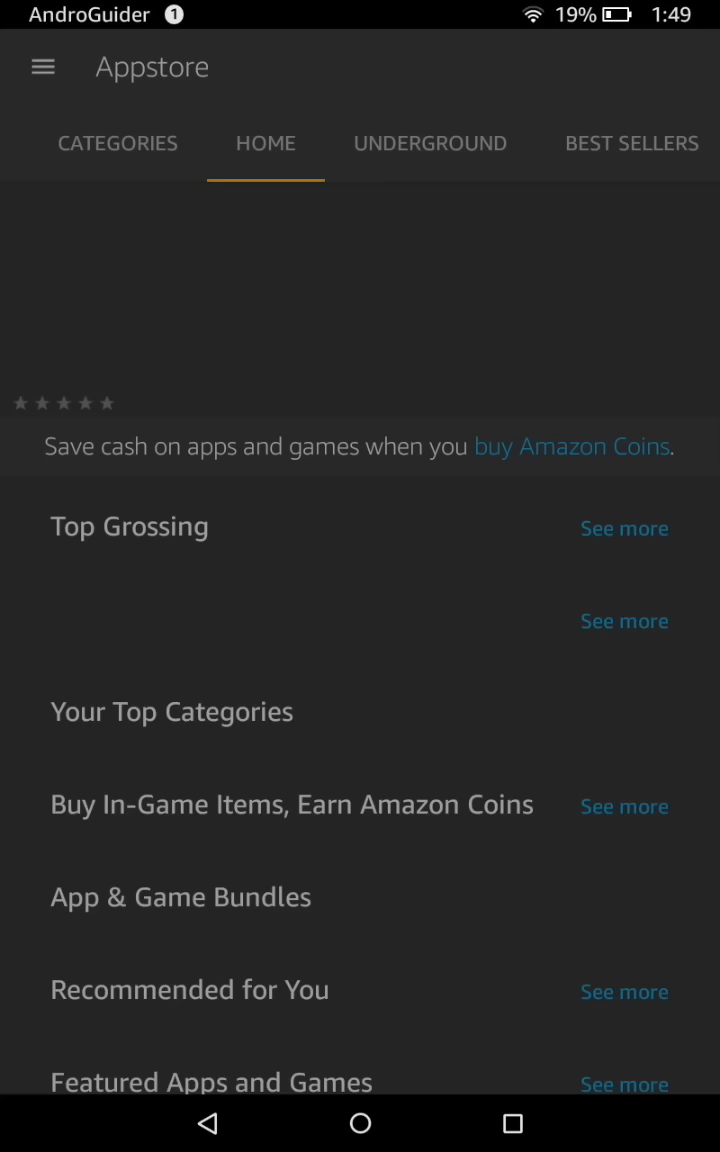 AndroGuider 1 19% 1:49
Appstore
CATEGORIES HOME UNDERGROUND BEST SELLERS
Save cash on apps and games when you buy Amazon Coins.
Top Grossing See more
See more
Your Top Categories
Buy In-Game Items, Earn Amazon Coins See more
App & Game Bundles
Recommended for You See more
Featured Apps and Games See more